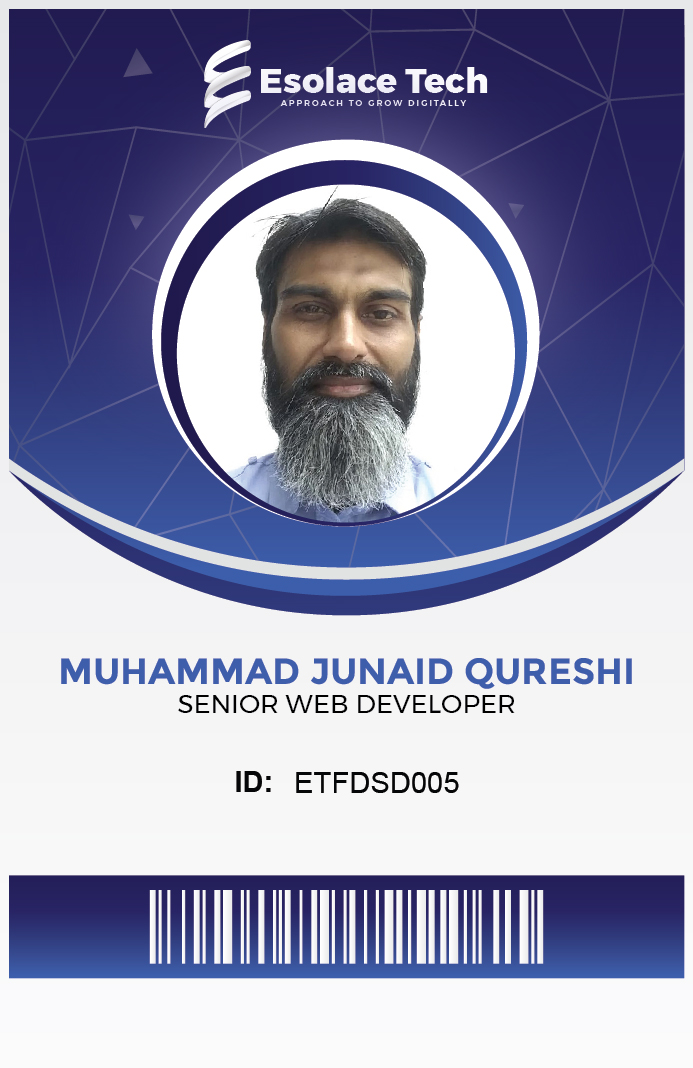 Esolace Tech
APPROACH TO GROW DIGITALLY
MUHAMMAD JUNAID QURESHI
SENIOR WEB DEVELOPER
ID: ETFDSD005